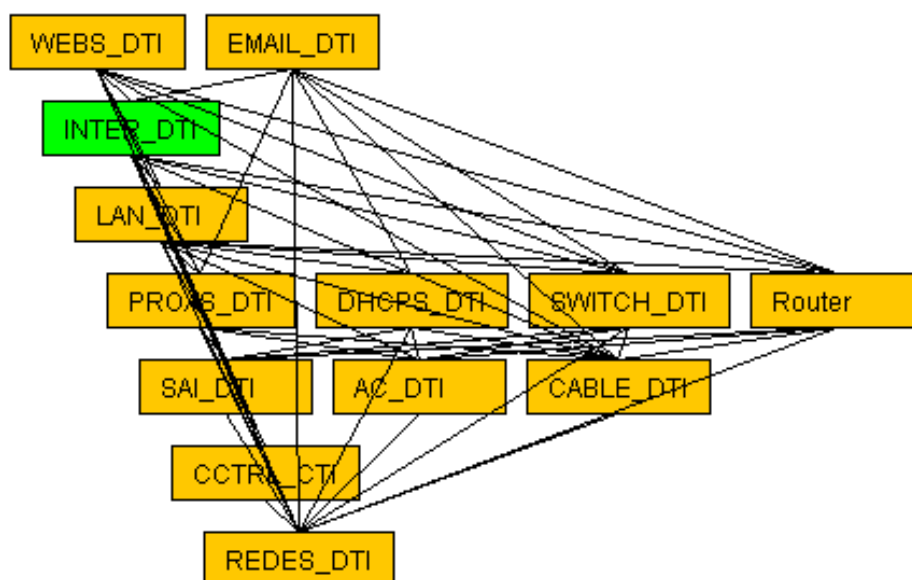 WEBS_DTI
EMAIL_DTI
INTER_DTI
LAN_DTI
PROXS_DTI
DHCPS_DTI
SWITCH_DTI
Router
SAI_DTI
AC_DTI
CABLE_DTI
CCTRL_CTI
REDES_DTI